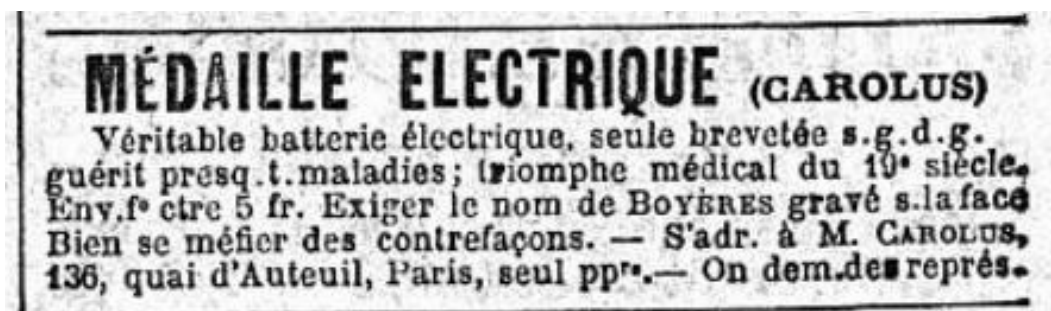 MÉDAILLE ELECTRIQUE (CAROLUS)
Véritable batterie électrique, seule brevetée s.g.d.g.
guérit presq.t.maladies; triomphe médical du 19e siècle.
Env.fo ctre 5 fr. Exiger le nom de BOYÈRES gravé s.la face
Bien se méfier des contrefaçons. — S'adr. à M. CAROLUS,
136, quai d'Auteuil, Paris, seul ppre.— On dem.des représ.